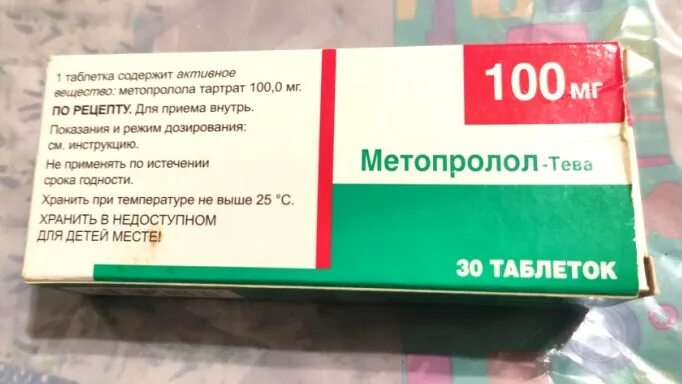 1 таблетка содержит активное
вещество: метопролола тартрат 100,0 мг.
ПО РЕЦЕПТУ. Для приема внутрь.
Показания и режим дозирования:
см. инструкцию.
Не применять по истечении
срока годности.
Хранить при температуре не выше 25 °C.
ХРАНИТЬ В НЕДОСТУПНОМ
ДЛЯ ДЕТЕЙ МЕСТЕ!
100 мг
Метопролол-Тева
30 ТАБЛЕТОК